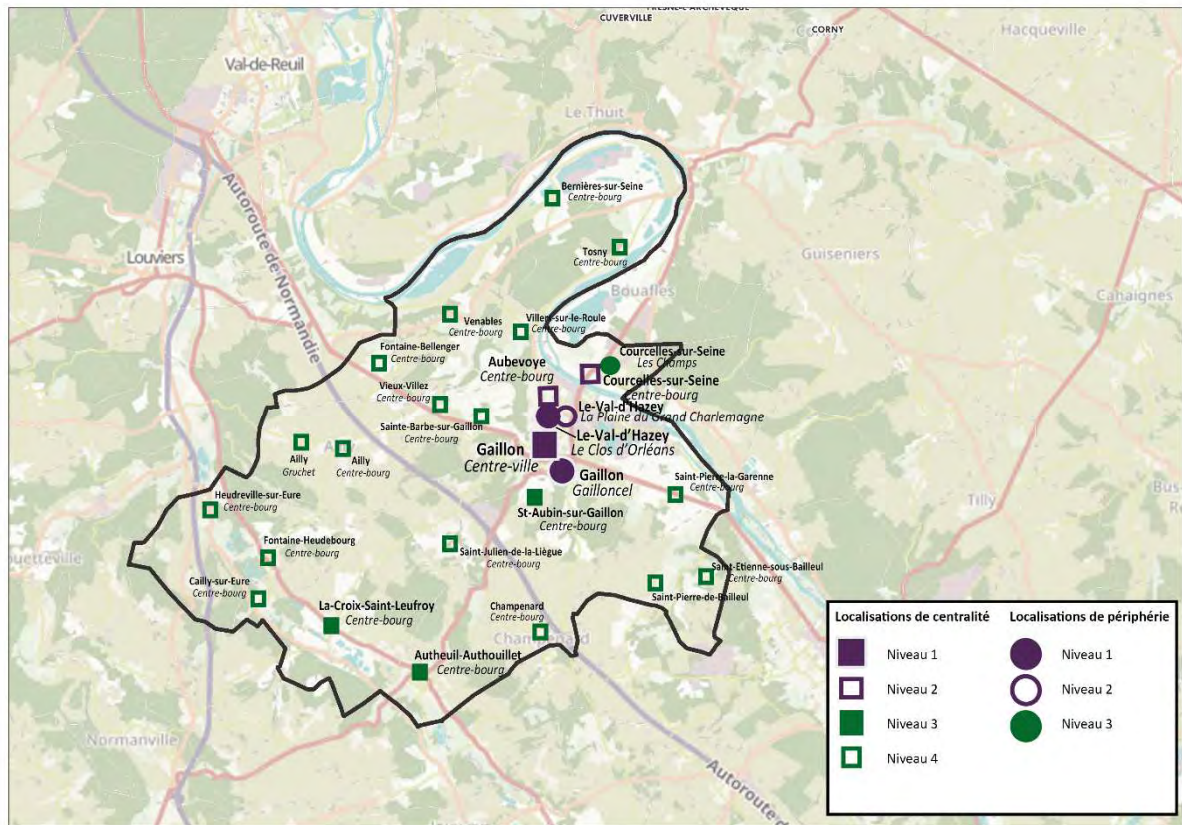 CUVERVILLE
CORNY
Hacqueville
Val-de-Reuil
Le Thuit
Autoroute de Normandie
Bernières-sur-Seine
Centre-bourg
Louviers
Tosny
Centre-bourg
Guiseniers
Bouafles
Canaignes
Venables
Centre-bourg
Villers-sur-le-Roule
Centre-bourg
Fontaine-Bellenger
Centre-bourg
Aubevoye
Centre-bourg
Courcelles-sur-Seine
Les Champs
Courcelles-sur-Seine
Centre-bourg
Vieux-Villez
Centre-bourg
Le-Val-d'Hazey
La Plaine du Grand Charlemagne
Sainte-Barbe-sur-Gaillon
Centre-bourg
Le-Val-d'Hazey
Le Clos d'Orléans
Gaillon
Centre-ville
Ailly
Gruchet
Ailly
Centre-bourg
Gaillon
Gailloncel
Saint-Pierre-la-Garenne
Centre-bourg
Heudreville-sur-Eure
Centre-bourg
St-Aubin-sur-Gaillon
Centre-bourg
Tilly
Fontaine-Heudebourg
Centre-bourg
Saint-Julien-de-la-Liègue
Centre-bourg
Saint-Etienne-sous-Bailleul
Centre-bourg
Cailly-sur-Eure
Centre-bourg
Saint-Pierre-de-Bailleul
La-Croix-Saint-Leufroy
Centre-bourg
Champenard
Centre-bourg
Champenard
Autheuil-Authouillet
Centre-bourg
Normanville
Autoroute de
Localisations de centralité
Niveau 1
Niveau 2
Niveau 3
Niveau 4
Localisations de périphérie
Niveau 1
Niveau 2
Niveau 3